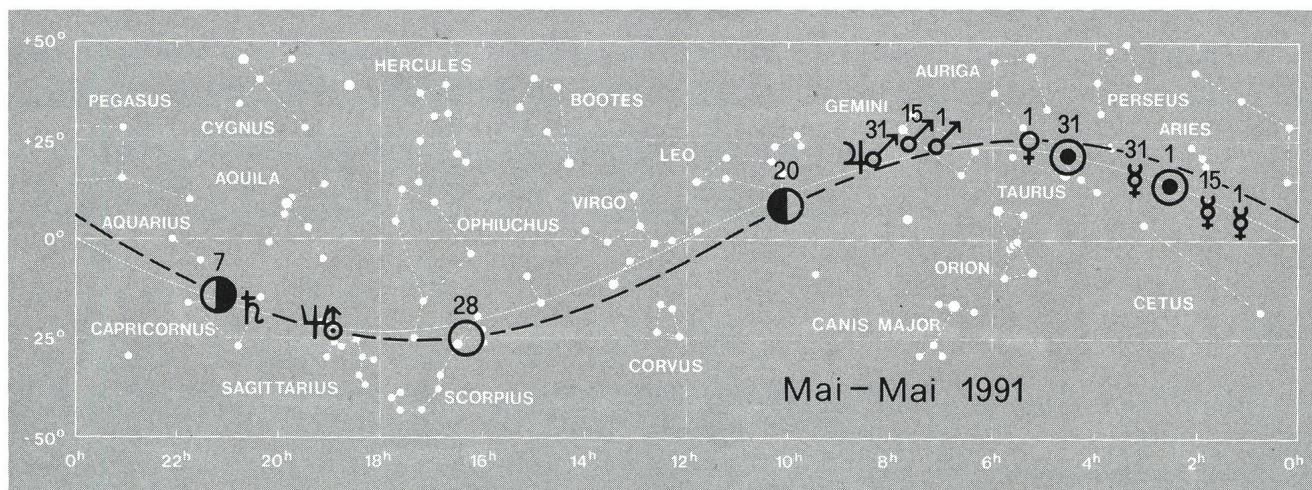 +50°
AURIGA
HERCULES
PEGASUS
BOOTES
GEMINI
PERSEUS
CYGNUS
31 15 1
1 31
ARIES
+25°
LEO
31 1
20
15 1
AQUILA
TAURUS
VIRGO
AQUARIUS
OPHIUCHUS
0°
7
ORION
28
CETUS
CAPRICORNUS
CANIS MAJOR
-25°
CORVUS
SAGITTARIUS
SCORPIUS
Mai – Mai 1991
-50°
0h 22h 20h 18h 16h 14h 12h 10h 8h 6h 4h 2h 0h